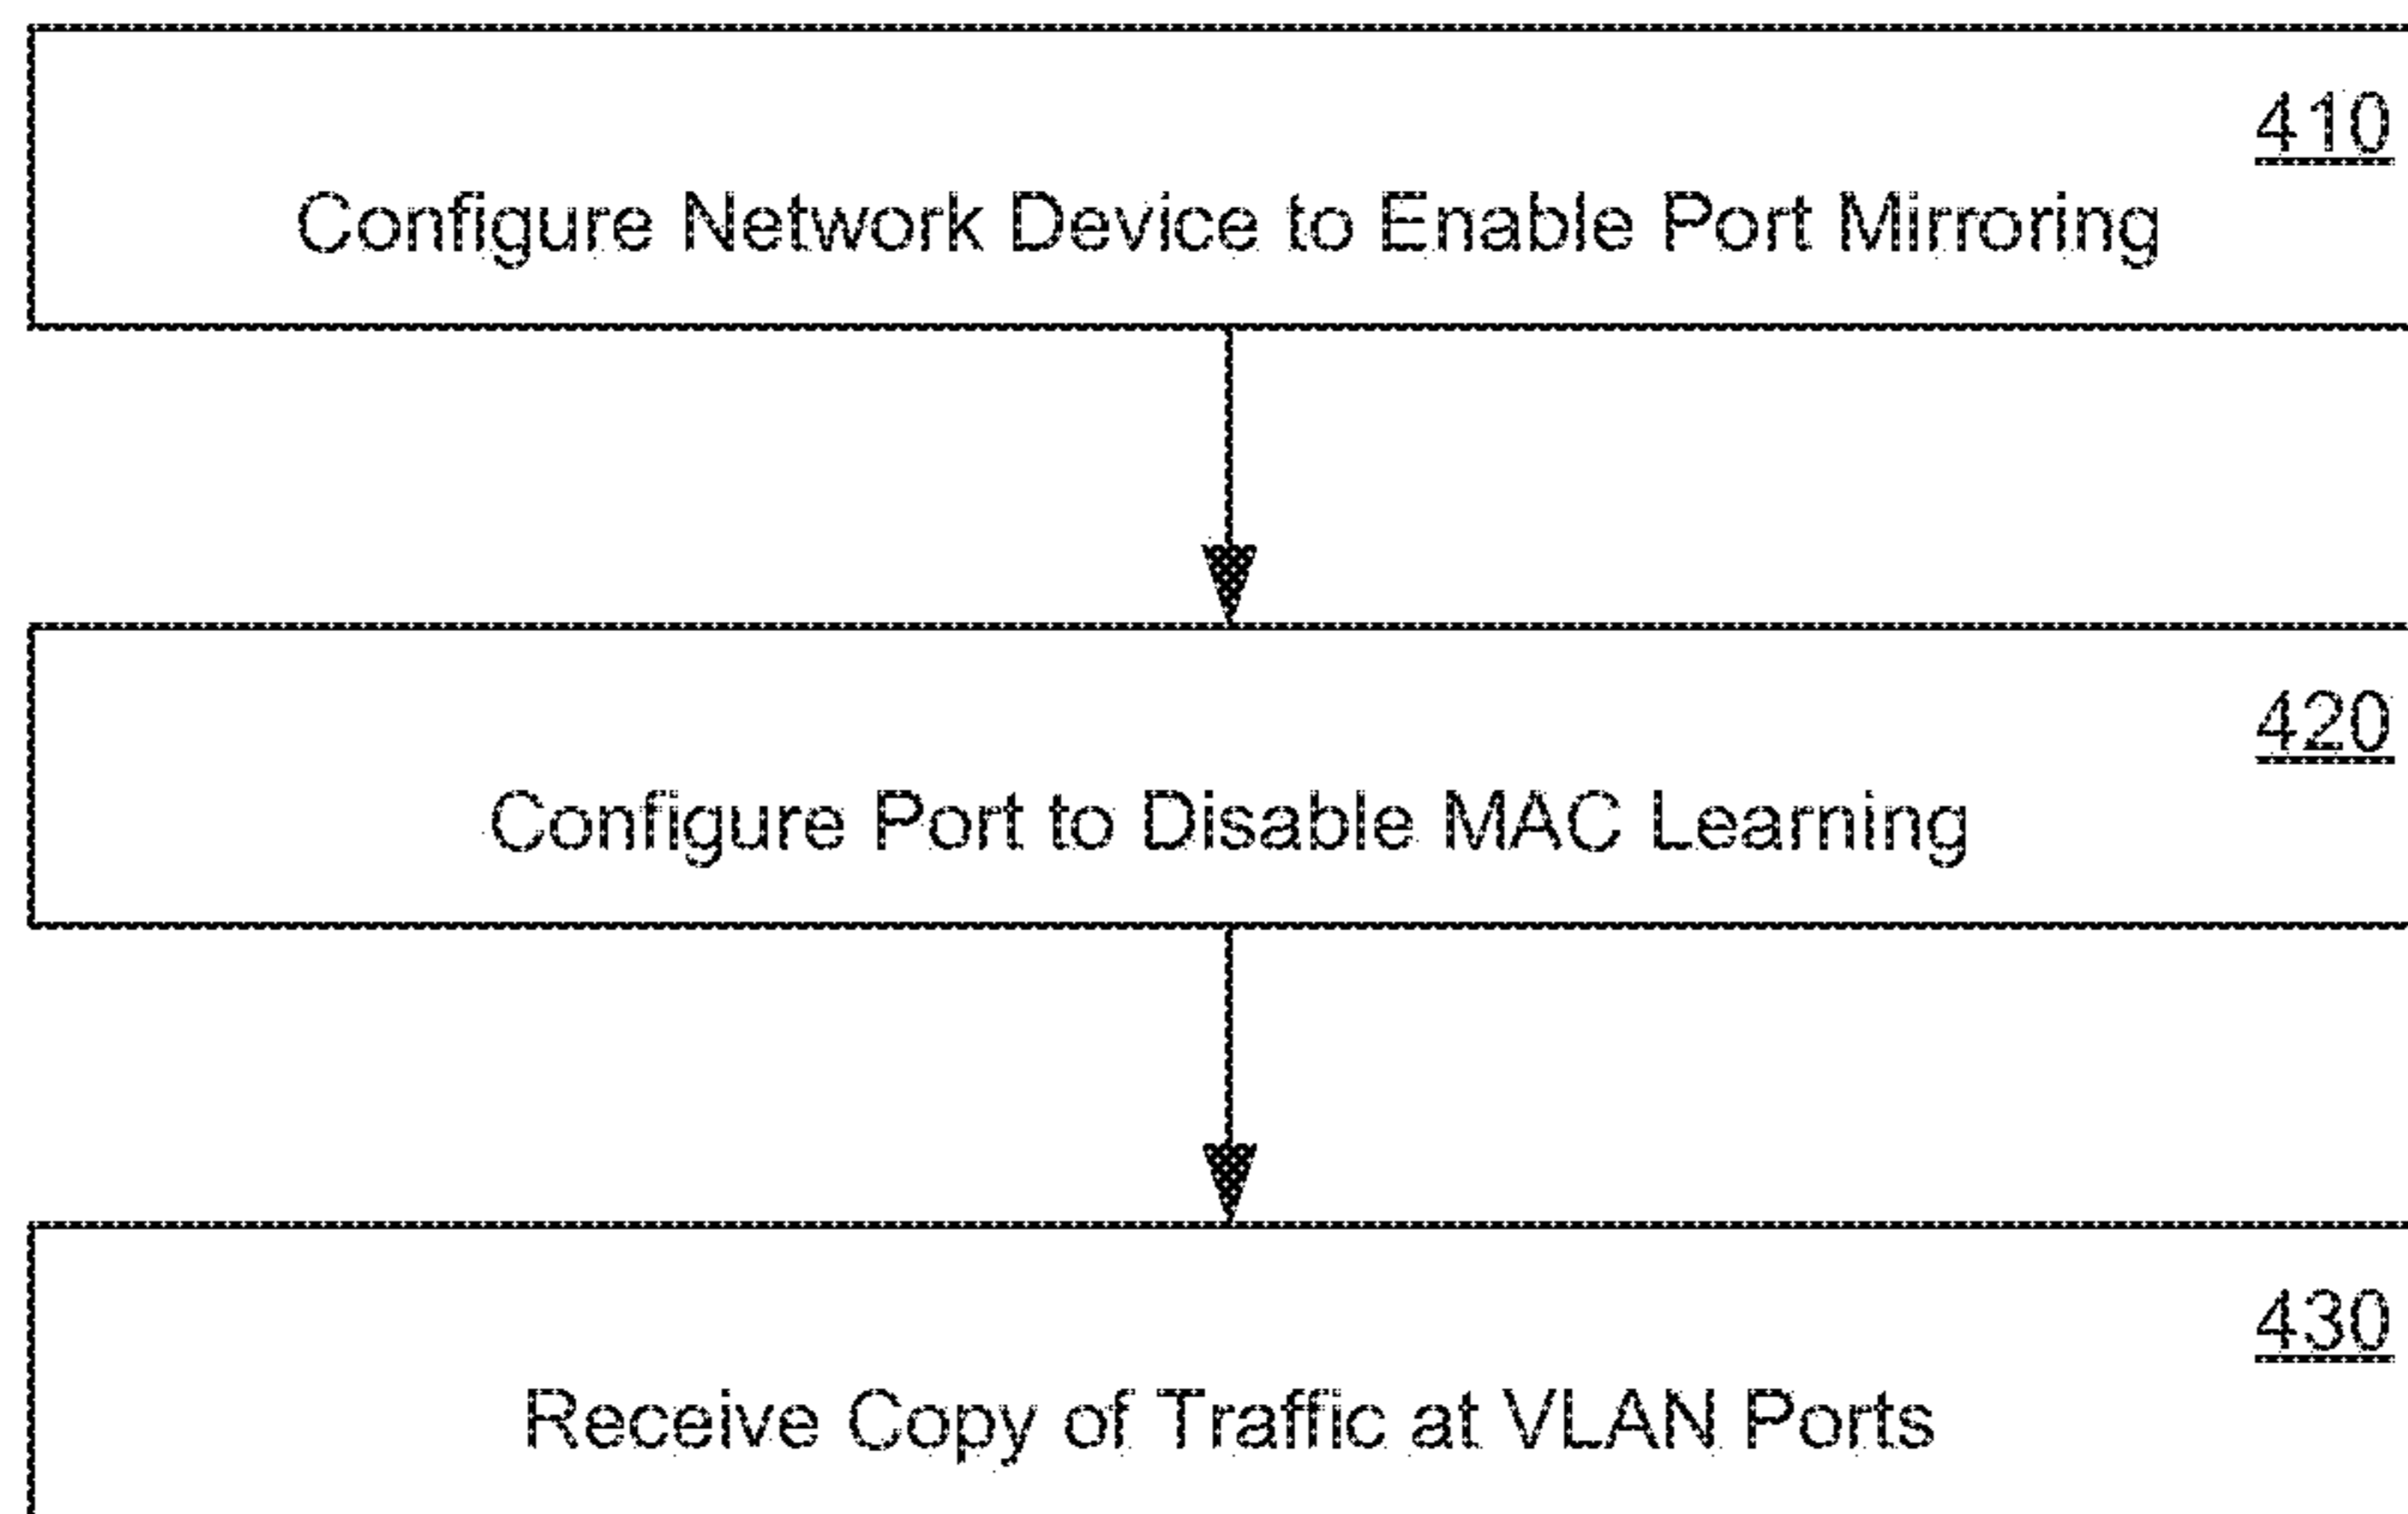 410
Configure Network Device to Enable Port Mirroring
420
Configure Port to Disable MAC Learning
430
Receive Copy of Traffic at VLAN Ports